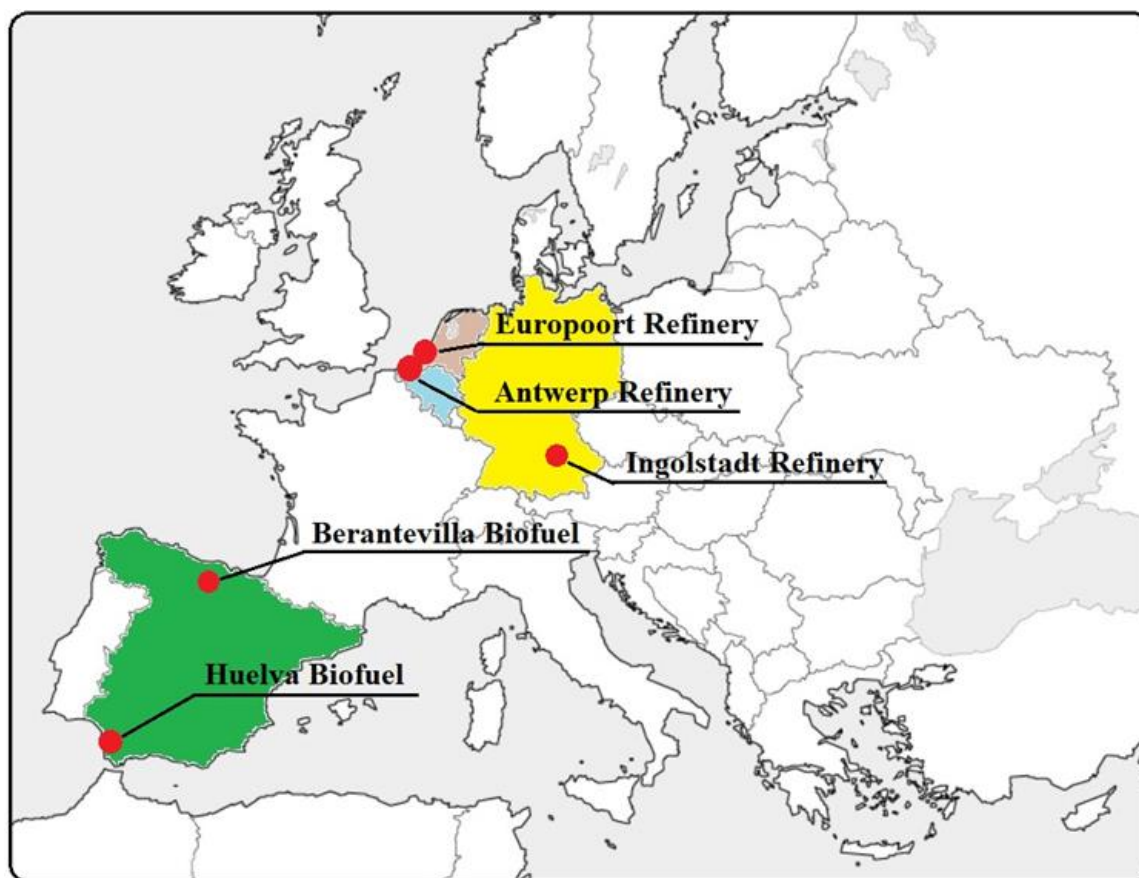 Europoort Refinery
Antwerp Refinery
Ingolstadt Refinery
Berantevilla Biofuel
Huelva Biofuel